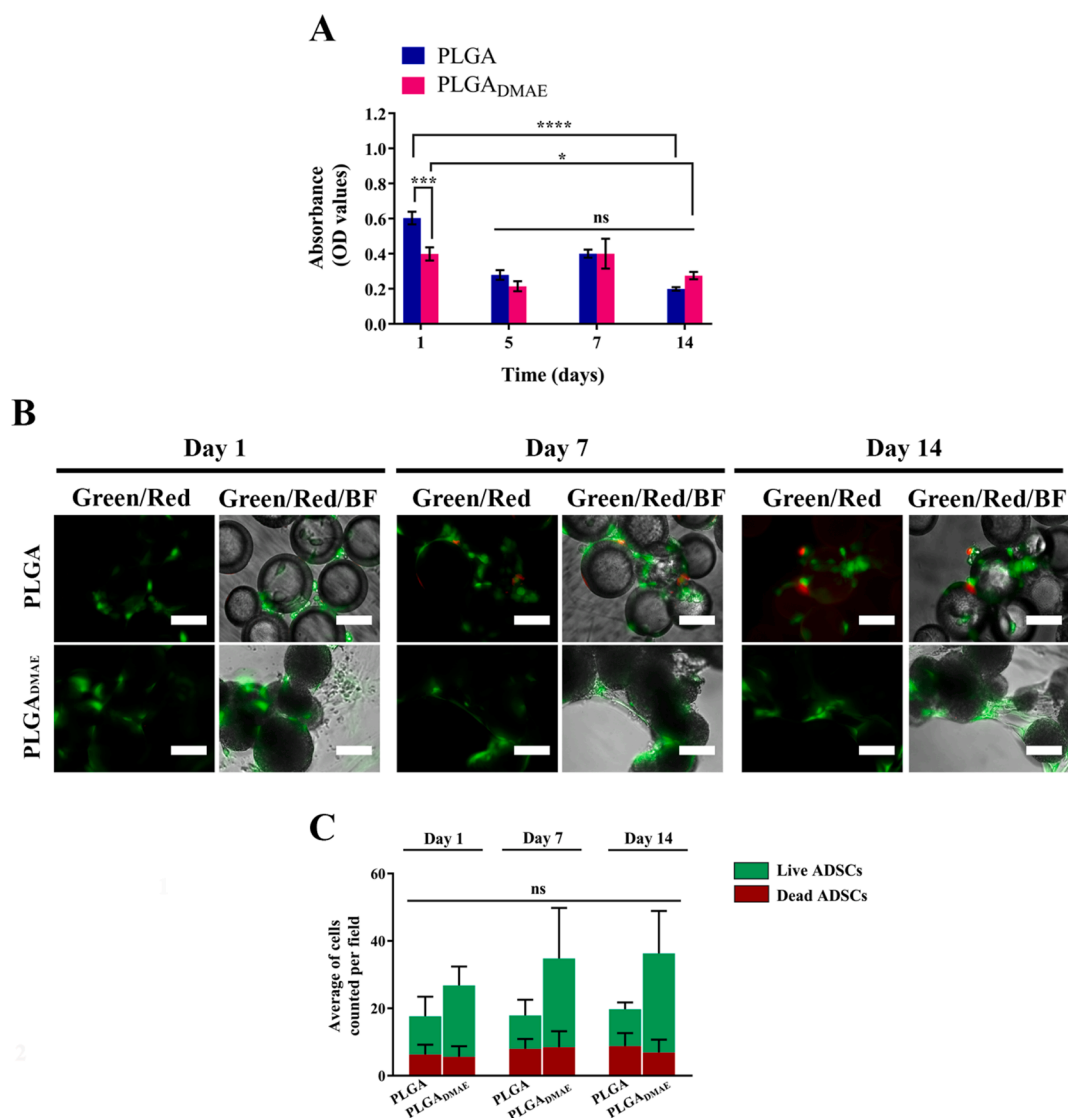 A
PLGA
PLGADMAE
Absorbance
(OD values)
1.2
1.0
0.8
0.6
0.4
0.2
0.0
****
*
***
ns
1 5 7 14
Time (days)
B
Day 1 Day 7 Day 14
Green/Red Green/Red/BF Green/Red Green/Red/BF Green/Red Green/Red/BF
PLGA
PLGADMAE
C
Day 1 Day 7 Day 14
Live ADSCs
Dead ADSCs
Average of cells
counted per field
60
40
20
0
ns
PLGA PLGADMAE PLGA PLGADMAE PLGA PLGADMAE
1
2